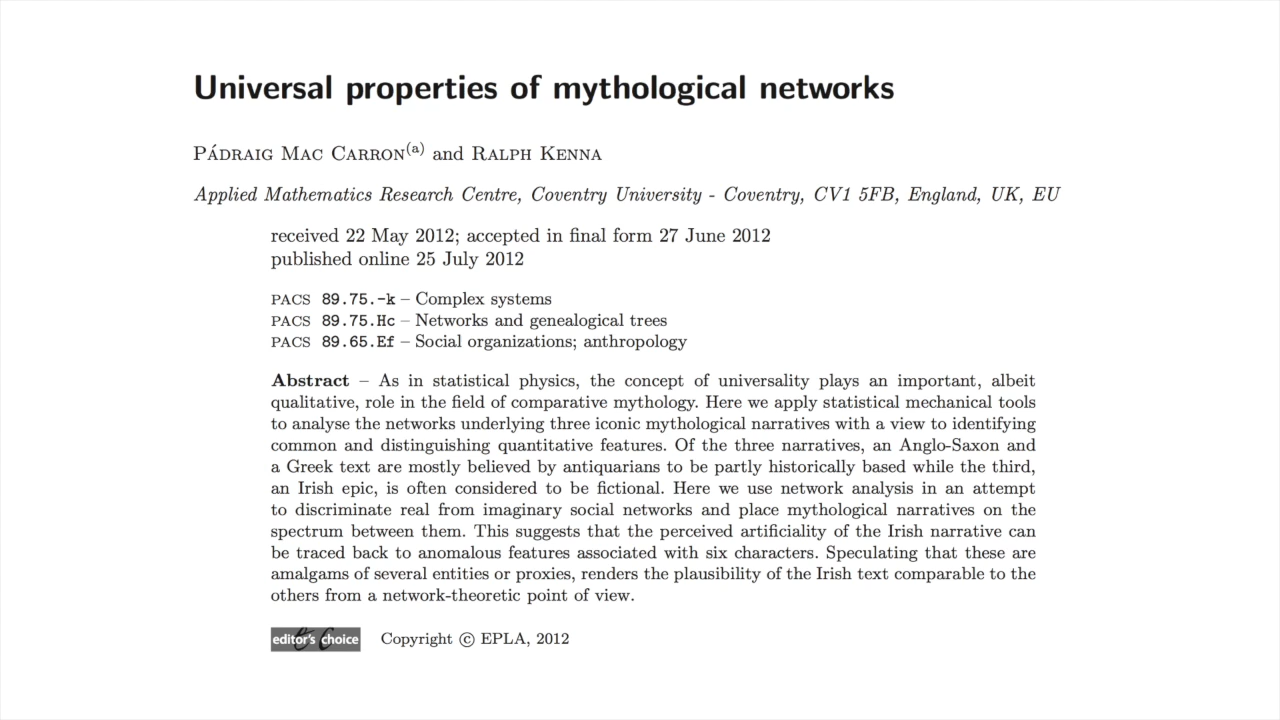 Universal properties of mythological networks
Pádraig Mac Carron(a) and Ralph Kenna
Applied Mathematics Research Centre, Coventry University - Coventry, CV1 5FB, England, UK, EU
received 22 May 2012; accepted in final form 27 June 2012
published online 25 July 2012
PACS 89.75.-k – Complex systems
PACS 89.75.Hc – Networks and genealogical trees
PACS 89.65.Ef – Social organizations; anthropology
Abstract – As in statistical physics, the concept of universality plays an important, albeit
qualitative, role in the field of comparative mythology. Here we apply statistical mechanical tools
to analyse the networks underlying three iconic mythological narratives with a view to identifying
common and distinguishing quantitative features. Of the three narratives, an Anglo-Saxon and
a Greek text are mostly believed by antiquarians to be partly historically based while the third,
an Irish epic, is often considered to be fictional. Here we use network analysis in an attempt
to discriminate real from imaginary social networks and place mythological narratives on the
spectrum between them. This suggests that the perceived artificiality of the Irish narrative can
be traced back to anomalous features associated with six characters. Speculating that these are
amalgams of several entities or proxies, renders the plausibility of the Irish text comparable to the
others from a network-theoretic point of view.
editor's choice Copyright © EPLA, 2012